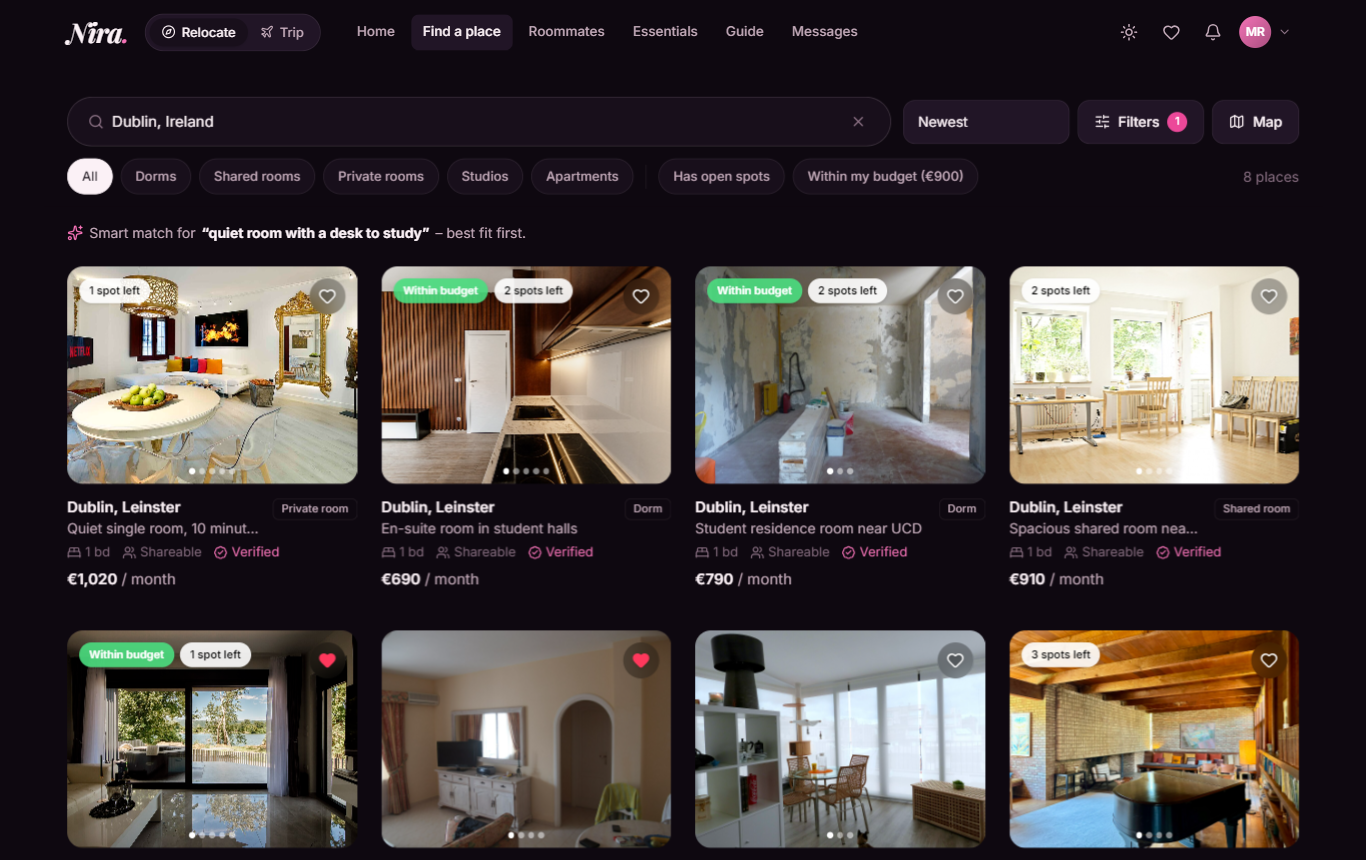 Nira.
Relocate
Trip
Home
Find a place
Roommates
Essentials
Guide
Messages
MR
Dublin, Ireland
Newest
Filters 1
Map
All
Dorms
Shared rooms
Private rooms
Studios
Apartments
Has open spots
Within my budget (€900)
8 places
Smart match for “quiet room with a desk to study” – best fit first.
1 spot left
NETFLIX
Within budget
2 spots left
Within budget
2 spots left
2 spots left
Dublin, Leinster
Private room
Quiet single room, 10 minut...
1 bd Shareable Verified
€1,020 / month
Dublin, Leinster
Dorm
En-suite room in student halls
1 bd Shareable Verified
€690 / month
Dublin, Leinster
Dorm
Student residence room near UCD
1 bd Shareable Verified
€790 / month
Dublin, Leinster
Shared room
Spacious shared room nea...
1 bd Shareable Verified
€910 / month
Within budget
1 spot left
3 spots left